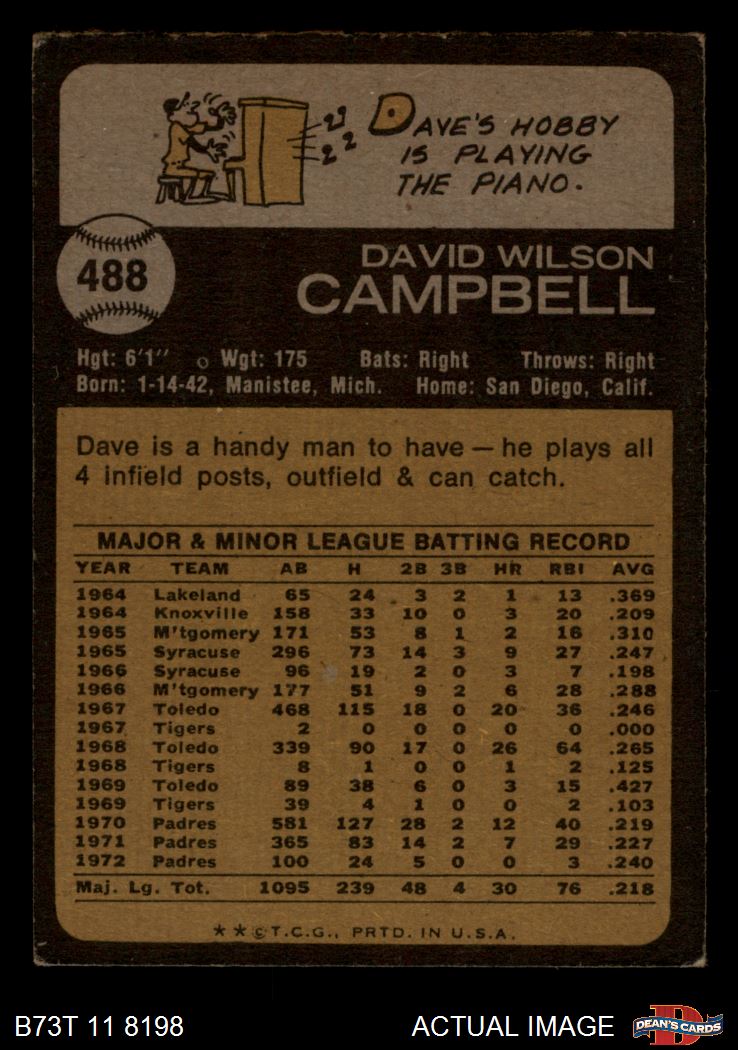 DAVE'S HOBBY
IS PLAYING
THE PIANO.
488
DAVID WILSON
CAMPBELL
Hgt: 6'1" Wgt: 175 Bats: Right Throws: Right
Born: 1-14-42, Manistee, Mich. Home: San Diego, Calif.
Dave is a handy man to have — he plays all
4 infield posts, outfield & can catch.
MAJOR & MINOR LEAGUE BATTING RECORD
YEAR TEAM AB H 2B 3B HR RBI AVG
1964 Lakeland 65 24 3 2 1 13 .369
1964 Knoxville 158 33 10 0 3 20 .209
1965 M'tgomery 171 53 8 1 2 16 .310
1965 Syracuse 296 73 14 3 9 27 .247
1966 Syracuse 96 19 2 0 3 7 .198
1966 M'tgomery 177 51 9 2 6 28 .288
1967 Toledo 468 115 18 0 20 36 .246
1967 Tigers 2 0 0 0 0 0 .000
1968 Toledo 339 90 17 0 26 64 .265
1968 Tigers 8 1 0 0 1 2 .125
1969 Toledo 89 38 6 0 3 15 .427
1969 Tigers 39 4 1 0 0 2 .103
1970 Padres 581 127 28 2 12 40 .219
1971 Padres 365 83 14 2 7 29 .227
1972 Padres 100 24 5 0 0 3 .240
Maj. Lg. Tot. 1095 239 48 4 30 76 .218
★★©T.C.G., PRTD. IN U.S.A.
B73T 11 8198 ACTUAL IMAGE
D
DEAN'S CARDS